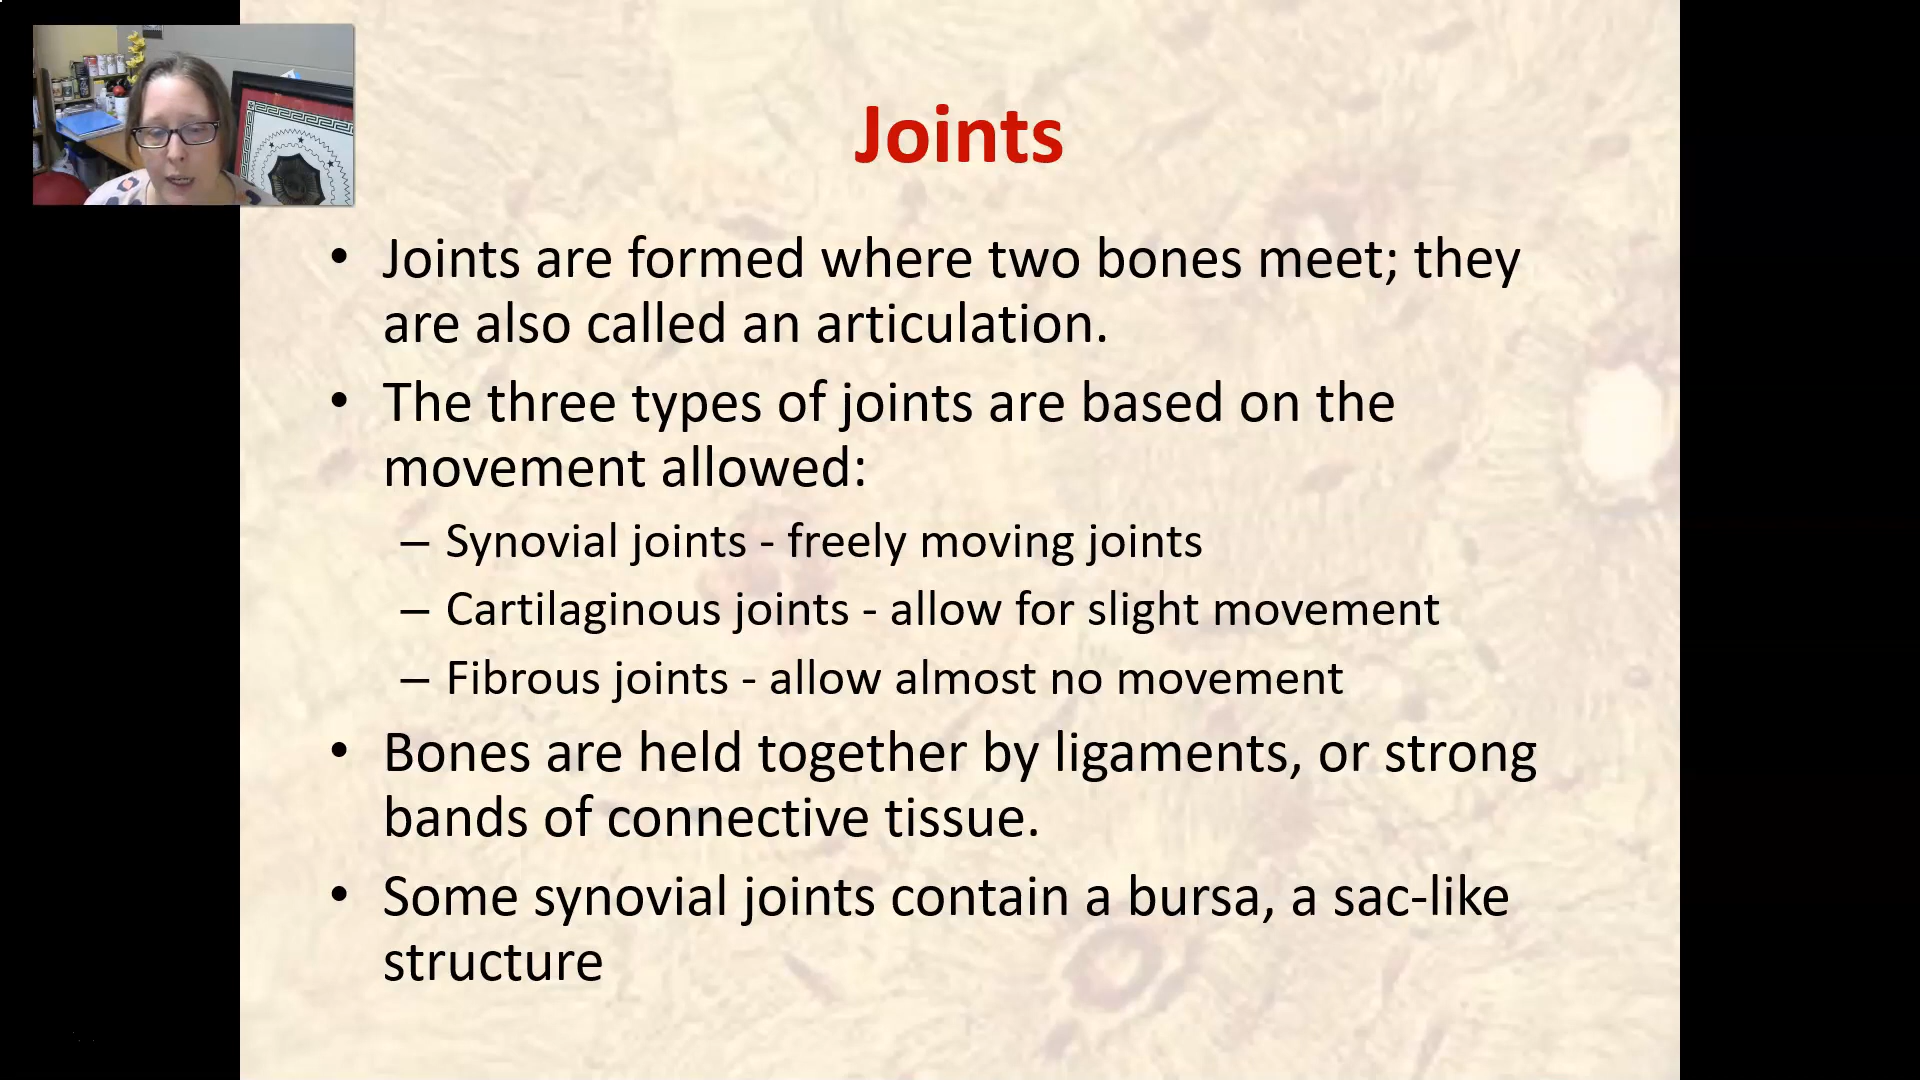 Joints
• Joints are formed where two bones meet; they
are also called an articulation.
• The three types of joints are based on the
movement allowed:
– Synovial joints - freely moving joints
– Cartilaginous joints - allow for slight movement
– Fibrous joints - allow almost no movement
• Bones are held together by ligaments, or strong
bands of connective tissue.
• Some synovial joints contain a bursa, a sac-like
structure